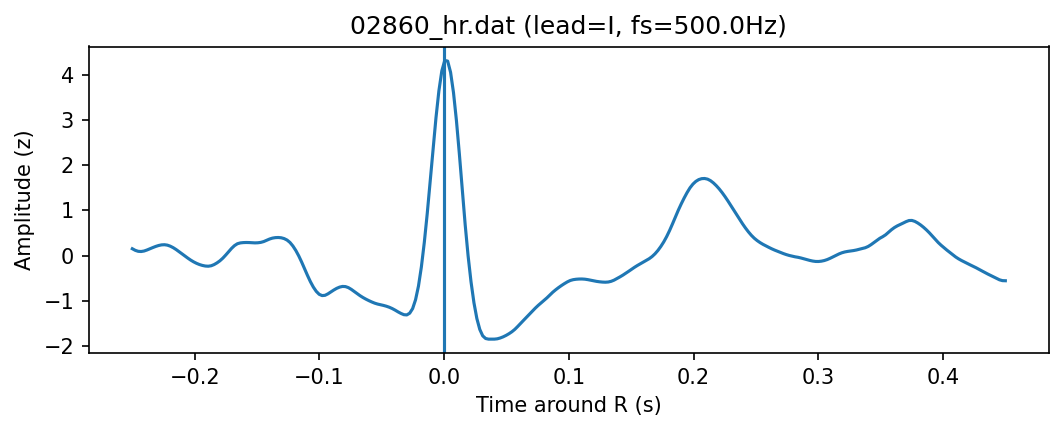 02860_hr.dat (lead=I, fs=500.0Hz)
Amplitude (z)
4
3
2
1
0
−1
−2
−0.2 −0.1 0.0 0.1 0.2 0.3 0.4
Time around R (s)